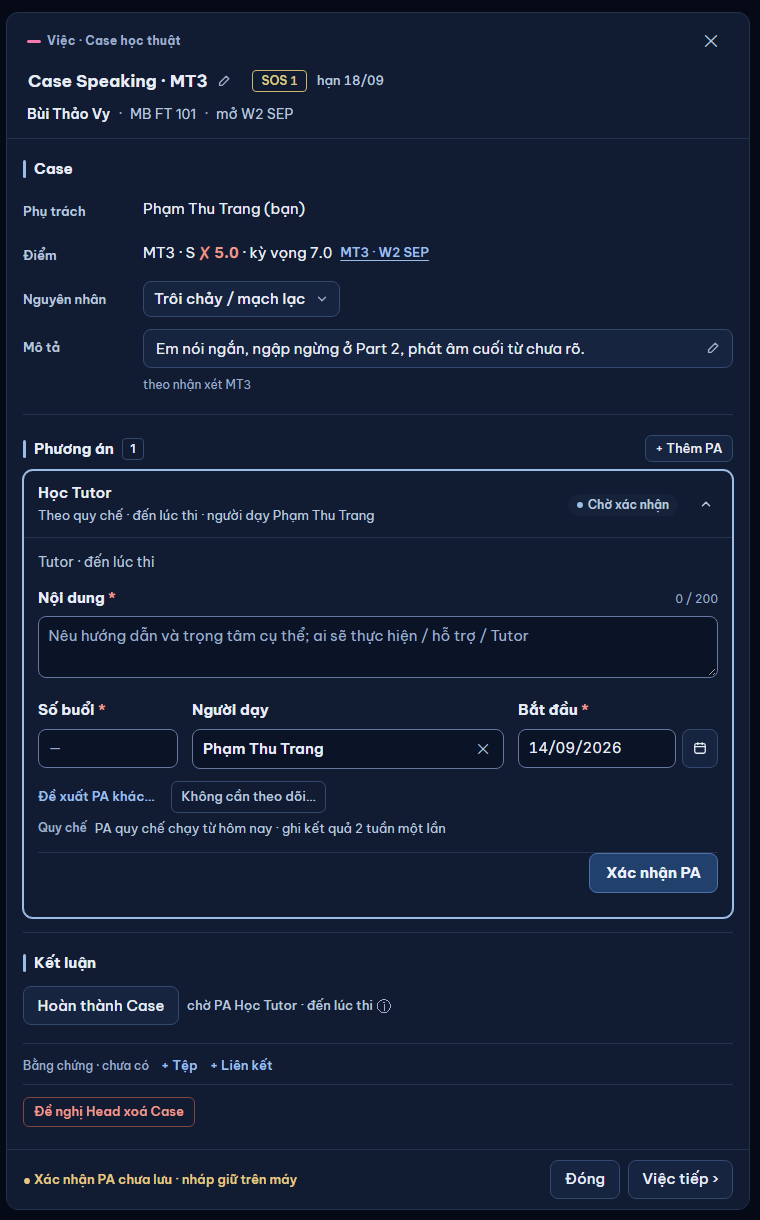 Việc · Case học thuật
Case Speaking · MT3 SOS 1 hạn 18/09
Bùi Thảo Vy · MB FT 101 · mở W2 SEP
Case
Phụ trách Phạm Thu Trang (bạn)
Điểm MT3 · S ✗ 5.0 · kỳ vọng 7.0 MT3 · W2 SEP
Nguyên nhân Trôi chảy / mạch lạc
Mô tả Em nói ngắn, ngập ngừng ở Part 2, phát âm cuối từ chưa rõ.
theo nhận xét MT3
Phương án 1 + Thêm PA
Học Tutor
Theo quy chế · đến lúc thi · người dạy Phạm Thu Trang
Chờ xác nhận
Tutor · đến lúc thi
Nội dung * 0 / 200
Nêu hướng dẫn và trọng tâm cụ thể; ai sẽ thực hiện / hỗ trợ / Tutor
Số buổi * Người dạy Bắt đầu *
— Phạm Thu Trang 14/09/2026
Đề xuất PA khác... Không cần theo dõi...
Quy chế PA quy chế chạy từ hôm nay · ghi kết quả 2 tuần một lần
Xác nhận PA
Kết luận
Hoàn thành Case chờ PA Học Tutor · đến lúc thi ⓘ
Bằng chứng · chưa có + Tệp + Liên kết
Đề nghị Head xoá Case
Xác nhận PA chưa lưu · nháp giữ trên máy Đóng Việc tiếp ›